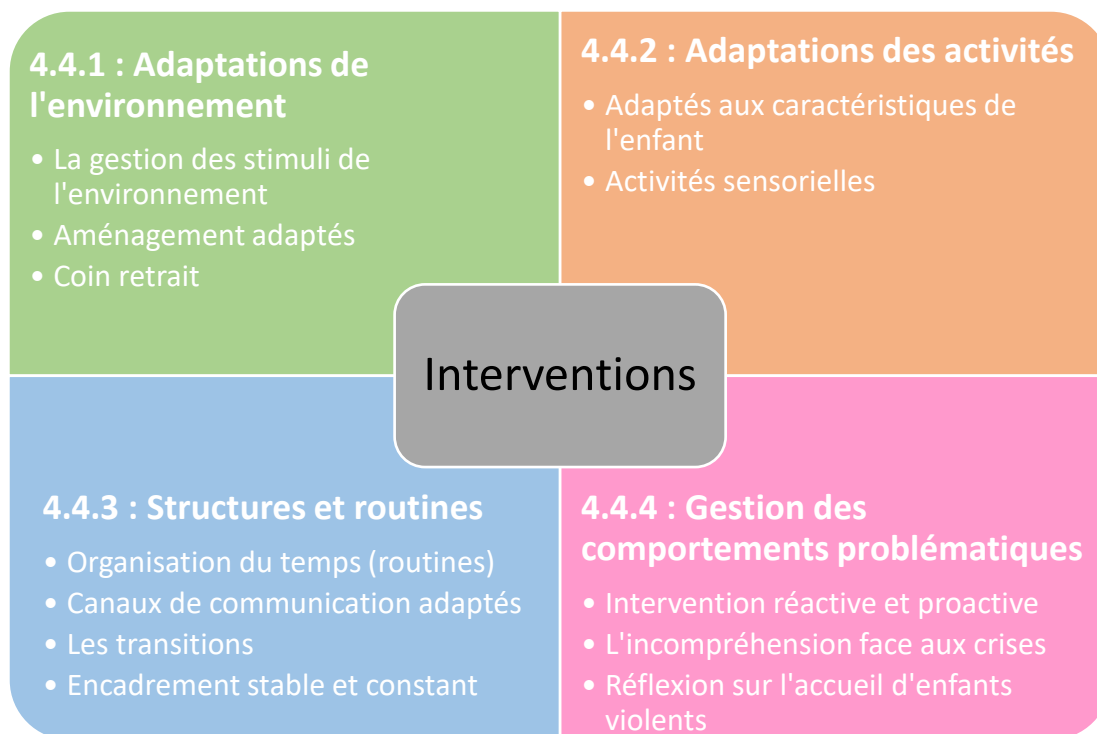 4.4.1 : Adaptations de
l'environnement
• La gestion des stimuli de
l'environnement
• Aménagement adaptés
• Coin retrait
4.4.2 : Adaptations des activités
• Adaptés aux caractéristiques de
l'enfant
• Activités sensorielles
Interventions
4.4.3 : Structures et routines
• Organisation du temps (routines)
• Canaux de communication adaptés
• Les transitions
• Encadrement stable et constant
4.4.4 : Gestion des
comportements problématiques
• Intervention réactive et proactive
• L'incompréhension face aux crises
• Réflexion sur l'accueil d'enfants
violents